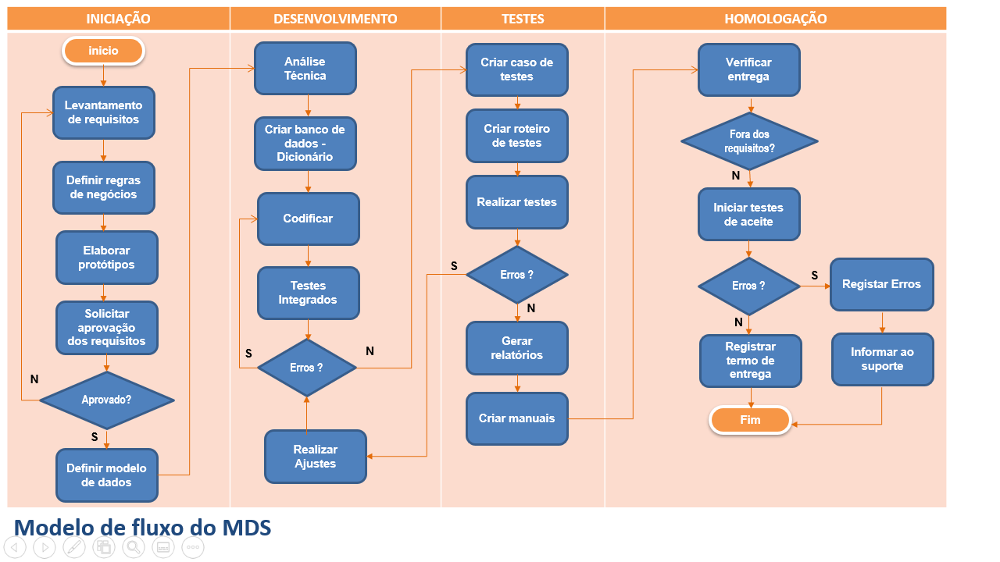 INICIAÇÃO
DESENVOLVIMENTO
TESTES
HOMOLOGAÇÃO
inicio
Levantamento
de requisitos
Definir regras
de negócios
Elaborar
protótipos
Solicitar
aprovação
dos requisitos
N
Aprovado?
S
Definir modelo
de dados
Análise
Técnica
Criar banco de
dados -
Dicionário
Codificar
Testes
Integrados
S
Erros ?
N
Realizar
Ajustes
Criar caso de
testes
Criar roteiro
de testes
Realizar testes
S
Erros ?
N
Gerar
relatórios
Criar manuais
Verificar
entrega
Fora dos
requisitos?
N
Iniciar testes
de aceite
Erros ?
S
N
Registrar
termo de
entrega
Fim
Registar Erros
Informar ao
suporte
Modelo de fluxo do MDS